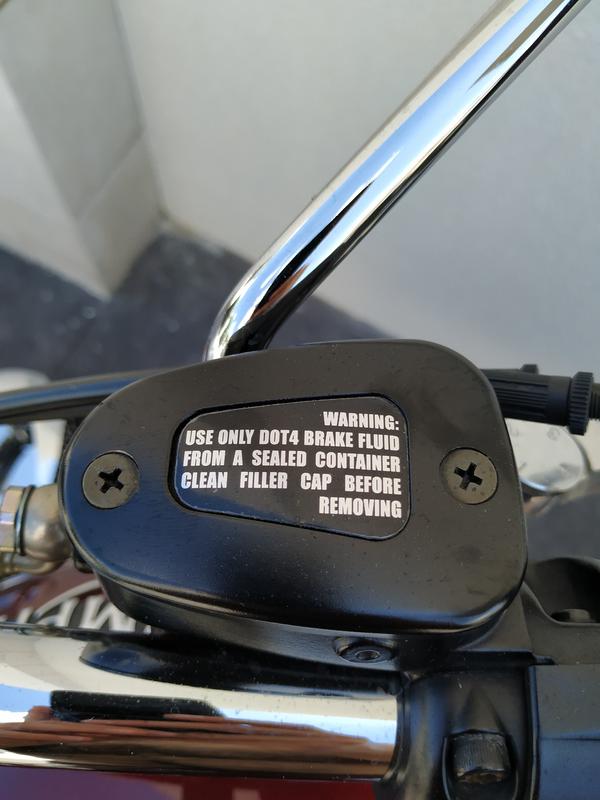 WARNING:
USE ONLY DOT4 BRAKE FLUID
FROM A SEALED CONTAINER
CLEAN FILLER CAP BEFORE
REMOVING